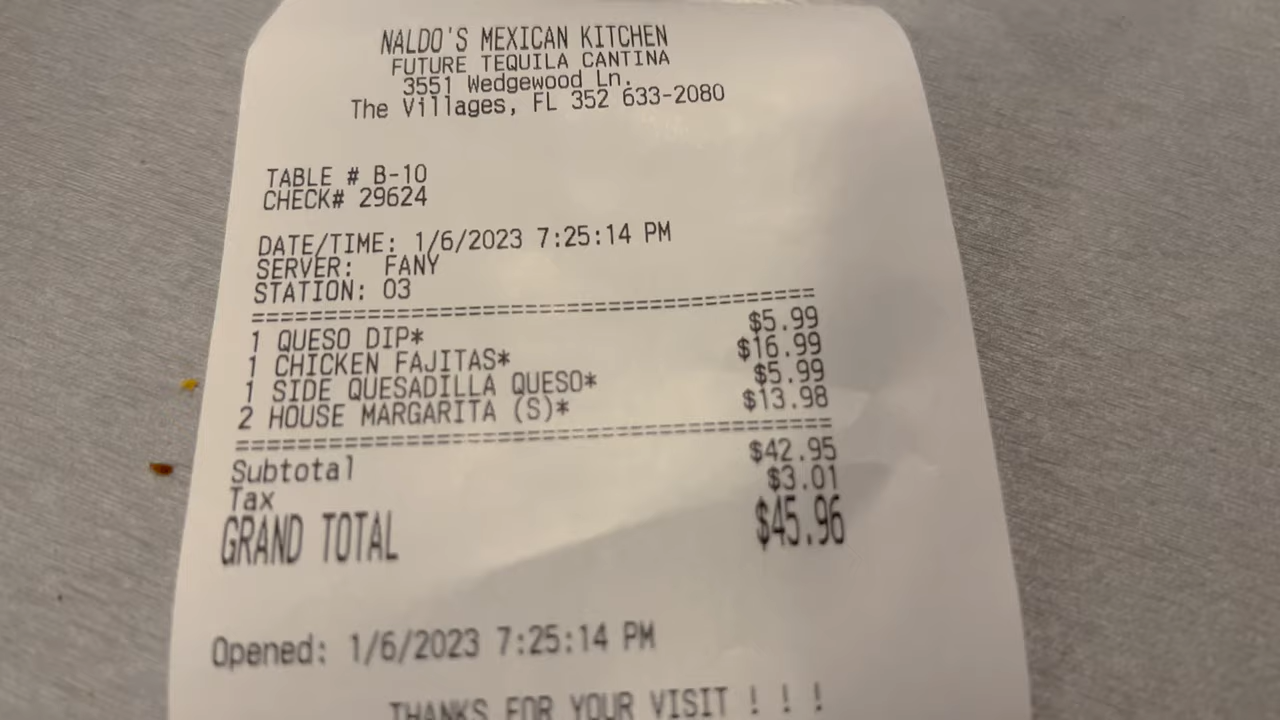 NALDO'S MEXICAN KITCHEN
FUTURE TEQUILA CANTINA
3551 Wedgewood Ln.
The Villages, FL 352 633-2080
TABLE # B-10
CHECK# 29624
DATE/TIME: 1/6/2023 7:25:14 PM
SERVER: FANY
STATION: 03
========================================
1 QUESO DIP* $5.99
1 CHICKEN FAJITAS* $16.99
1 SIDE QUESADILLA QUESO* $5.99
2 HOUSE MARGARITA (S)* $13.98
========================================
Subtotal $42.95
Tax $3.01
GRAND TOTAL $45.96
Opened: 1/6/2023 7:25:14 PM
THANKS FOR YOUR VISIT ! ! !